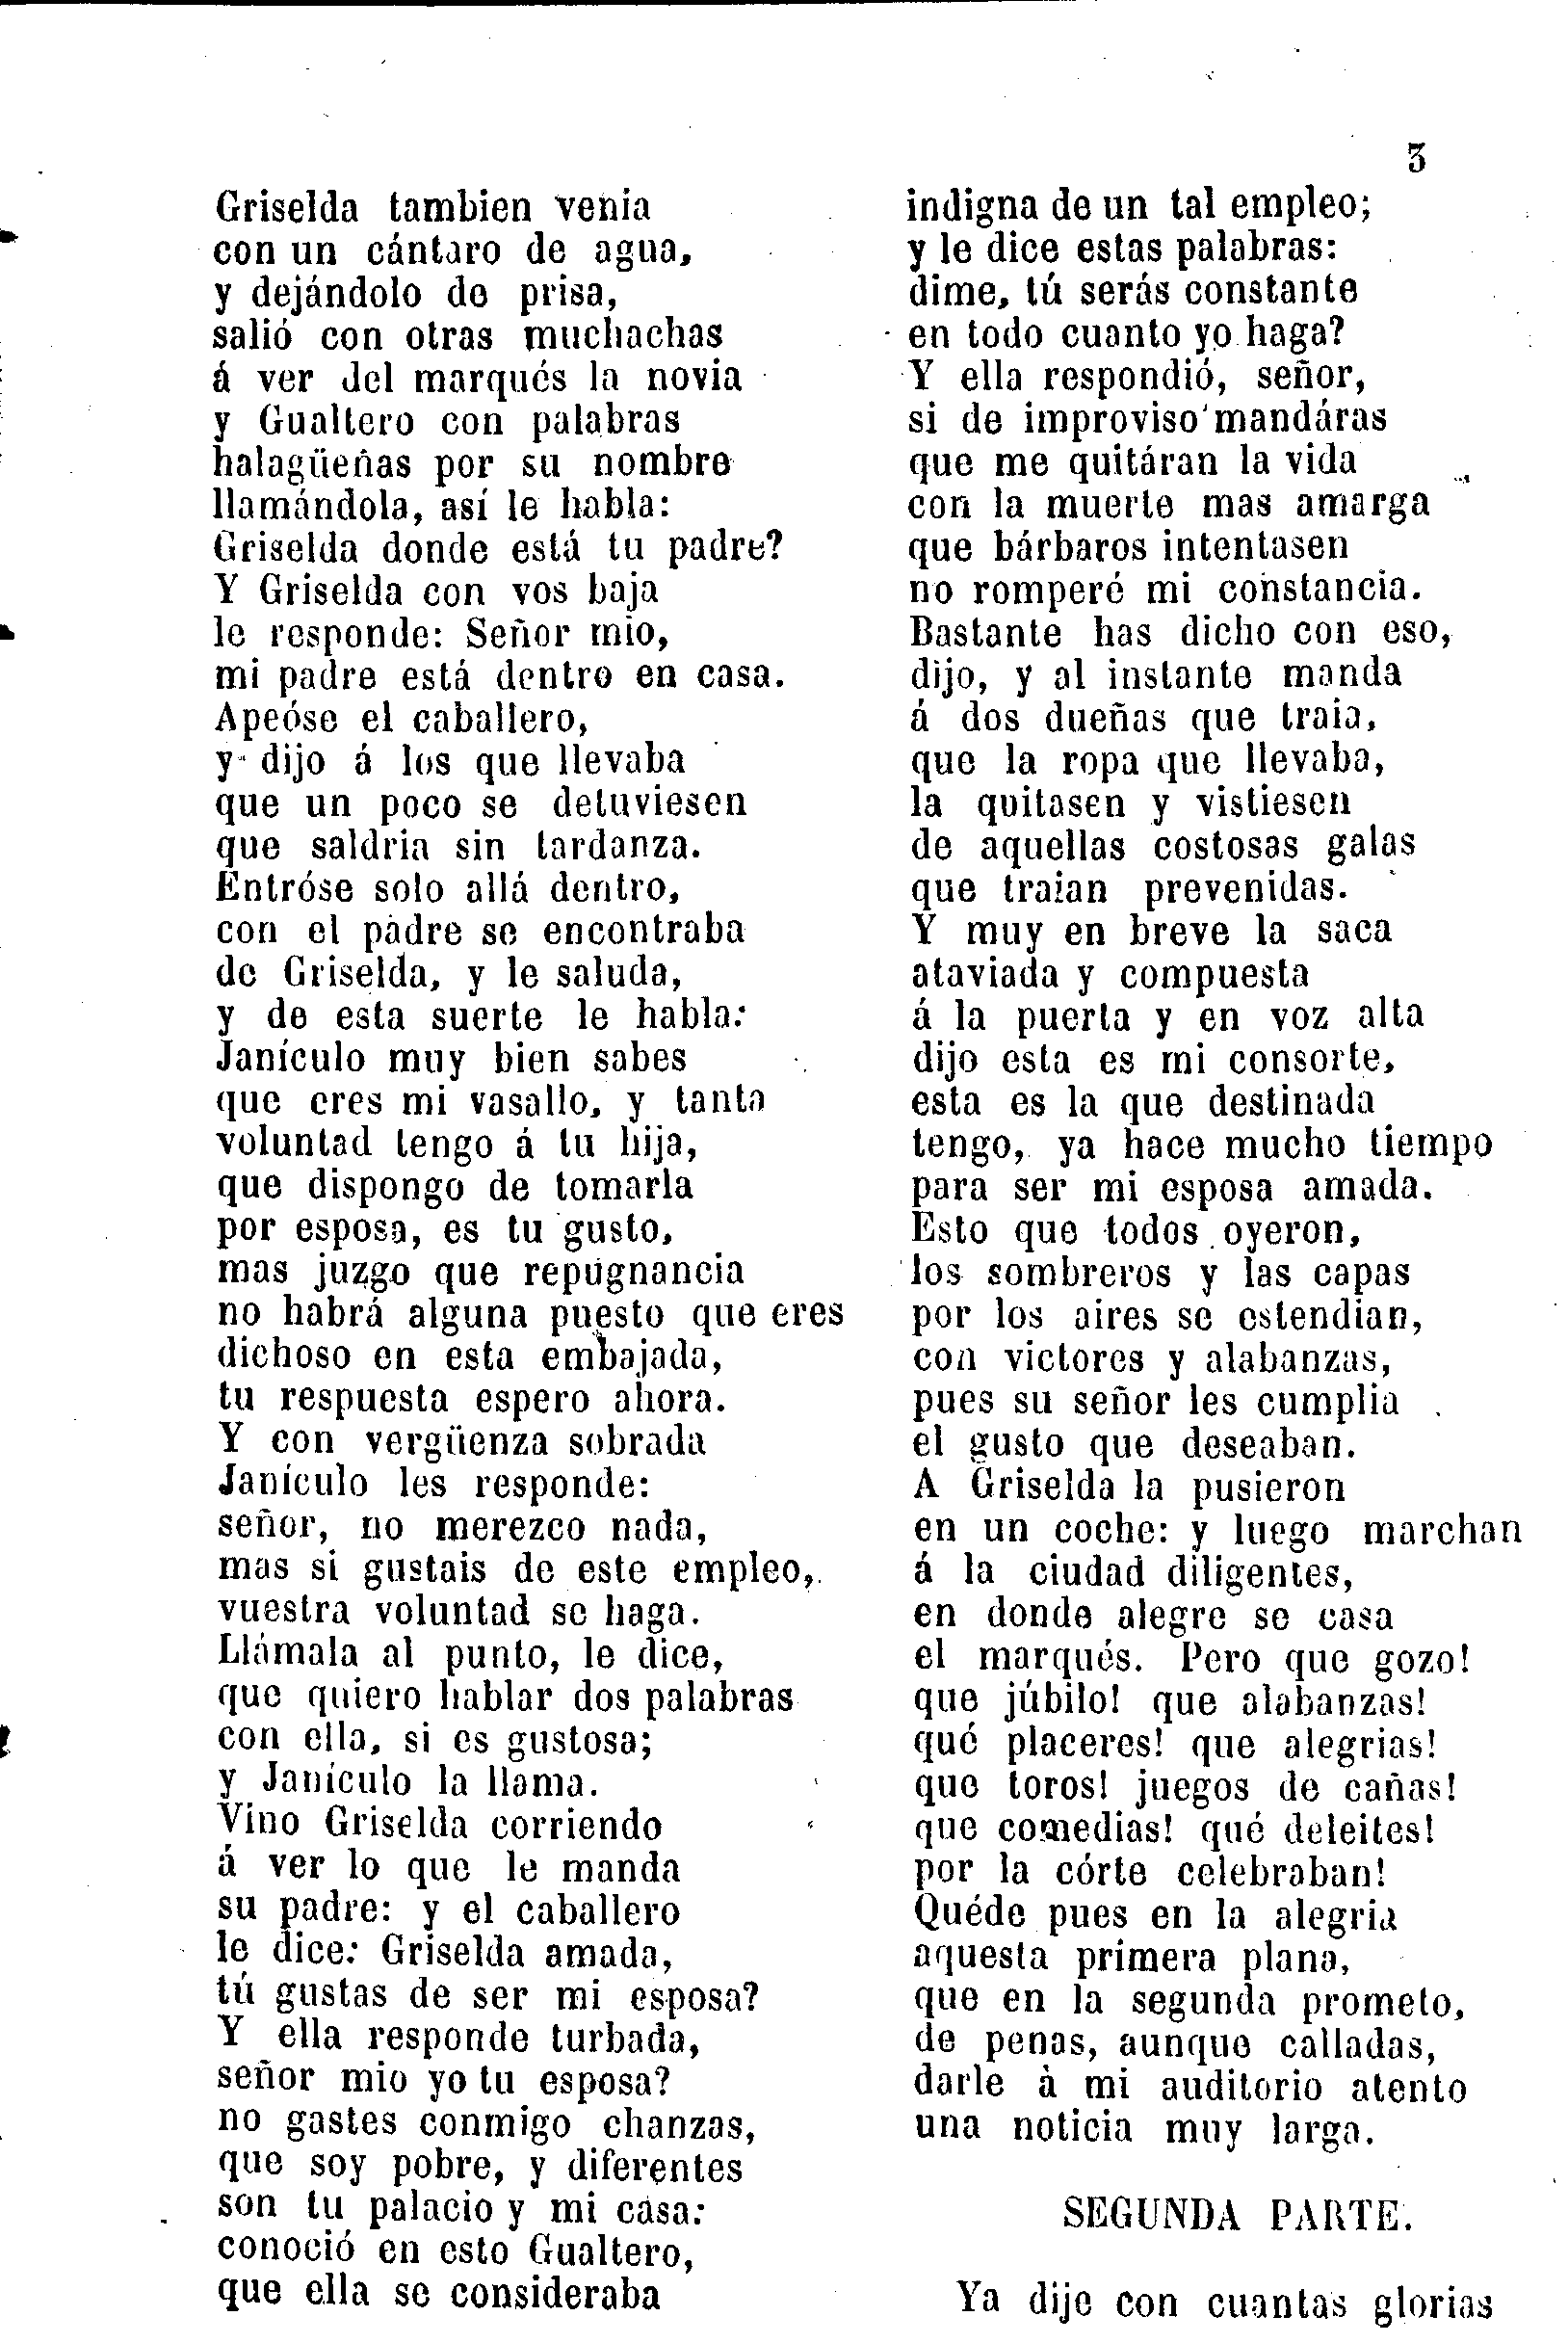 3
Griselda tambien venia
con un cántaro de agua,
y dejándolo de prisa,
salió con otras muchachas
á ver del marqués la novia
y Gualtero con palabras
halagüeñas por su nombre
llamándola, así le habla:
Griselda donde está tu padre?
Y Griselda con vos baja
le responde: Señor mio,
mi padre está dentro en casa.
Apeóse el caballero,
y dijo á los que llevaba
que un poco se detuviesen
que saldria sin tardanza.
Entróse solo allá dentro,
con el padre se encontraba
de Griselda, y le saluda,
y de esta suerte le habla:
Janículo muy bien sabes
que eres mi vasallo, y tanta
voluntad tengo á tu hija,
que dispongo de tomarla
por esposa, es tu gusto,
mas juzgo que repugnancia
no habrá alguna puesto que eres
dichoso en esta embajada,
tu respuesta espero ahora.
Y con vergüenza sobrada
Janículo les responde:
señor, no merezco nada,
mas si gustais de este empleo,
vuestra voluntad se haga.
Llámala al punto, le dice,
que quiero hablar dos palabras
con ella, si es gustosa;
y Janículo la llama.
Vino Griselda corriendo
á ver lo que le manda
su padre: y el caballero
le dice: Griselda amada,
tú gustas de ser mi esposa?
Y ella responde turbada,
señor mio yo tu esposa?
no gastes conmigo chanzas,
que soy pobre, y diferentes
son tu palacio y mi casa:
conoció en esto Gualtero,
que ella se consideraba
indigna de un tal empleo;
y le dice estas palabras:
dime, tú serás constante
en todo cuanto yo haga?
Y ella respondió, señor,
si de improviso mandáras
que me quitáran la vida
con la muerte mas amarga
que bárbaros intentasen
no romperé mi constancia.
Bastante has dicho con eso,
dijo, y al instante manda
á dos dueñas que traia,
que la ropa que llevaba,
la quitasen y vistiesen
de aquellas costosas galas
que traian prevenidas.
Y muy en breve la saca
ataviada y compuesta
á la puerta y en voz alta
dijo esta es mi consorte,
esta es la que destinada
tengo, ya hace mucho tiempo
para ser mi esposa amada.
Esto que todos oyeron,
los sombreros y las capas
por los aires se estendian,
con victores y alabanzas,
pues su señor les cumplia
el gusto que deseaban.
A Griselda la pusieron
en un coche: y luego marchan
á la ciudad diligentes,
en donde alegre se casa
el marqués. Pero que gozo!
que júbilo! que alabanzas!
qué placeres! que alegrias!
que toros! juegos de cañas!
que comedias! qué deleites!
por la córte celebraban!
Quéde pues en la alegria
aquesta primera plana,
que en la segunda prometo,
de penas, aunque calladas,
darle à mi auditorio atento
una noticia muy larga.
SEGUNDA PARTE.
Ya dije con cuantas glorias